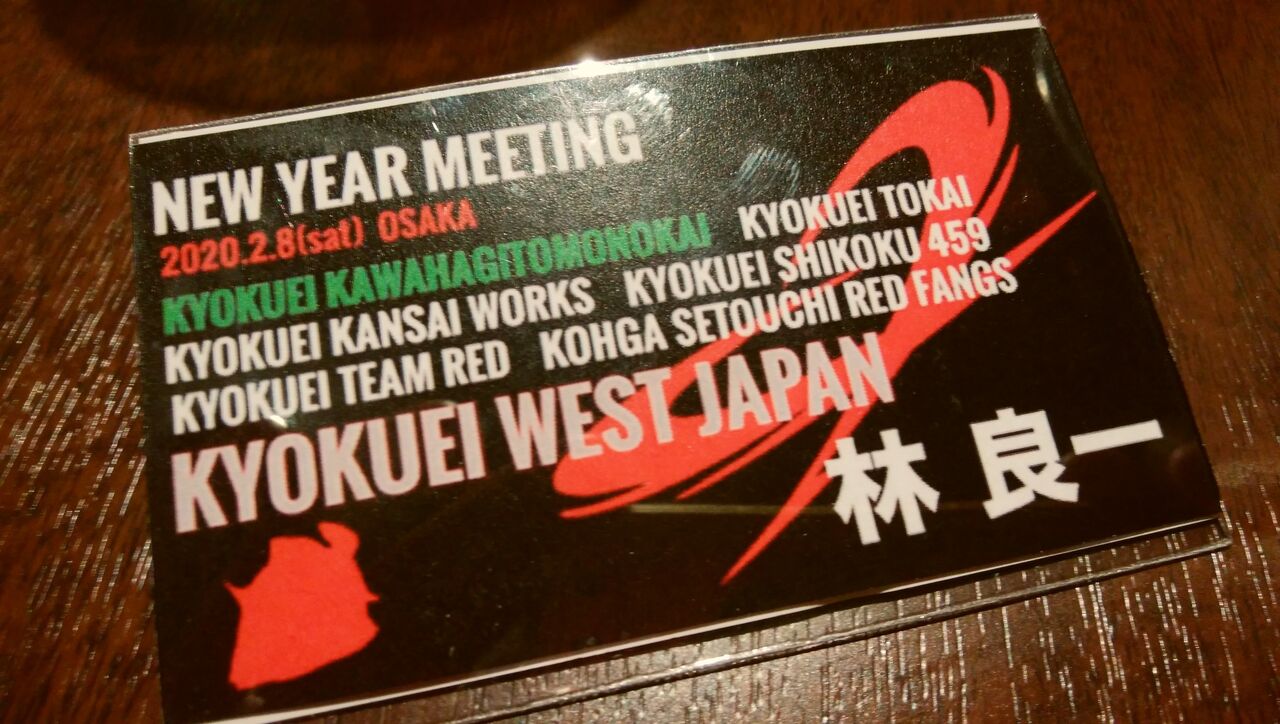 NEW YEAR MEETING
2020.2.8(sat) OSAKA
KYOKUEI KAWAHAGITOMONOKAI KYOKUEI TOKAI
KYOKUEI KANSAI WORKS KYOKUEI SHIKOKU 459
KYOKUEI TEAM RED KOHGA SETOUCHI RED FANGS
KYOKUEI WEST JAPAN
林 良一